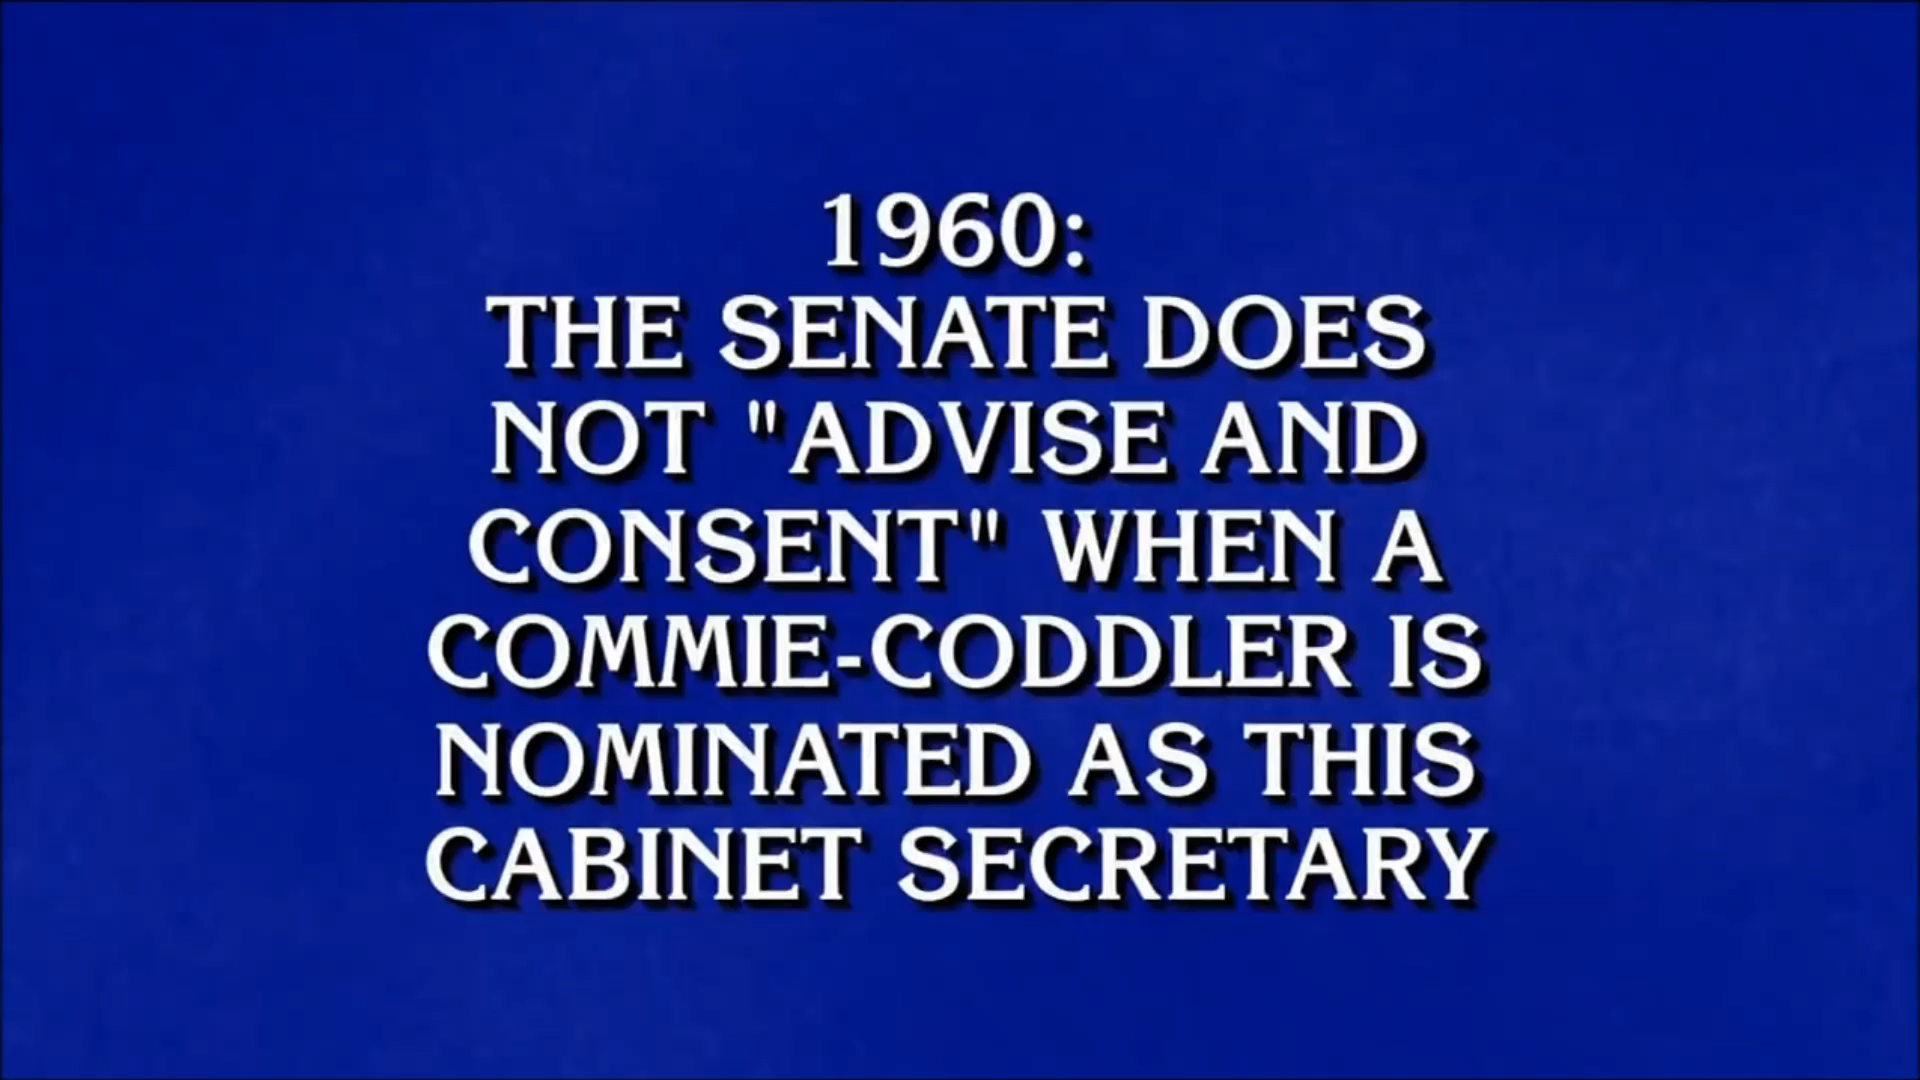 1960:
THE SENATE DOES
NOT "ADVISE AND
CONSENT" WHEN A
COMMIE-CODDLER IS
NOMINATED AS THIS
CABINET SECRETARY